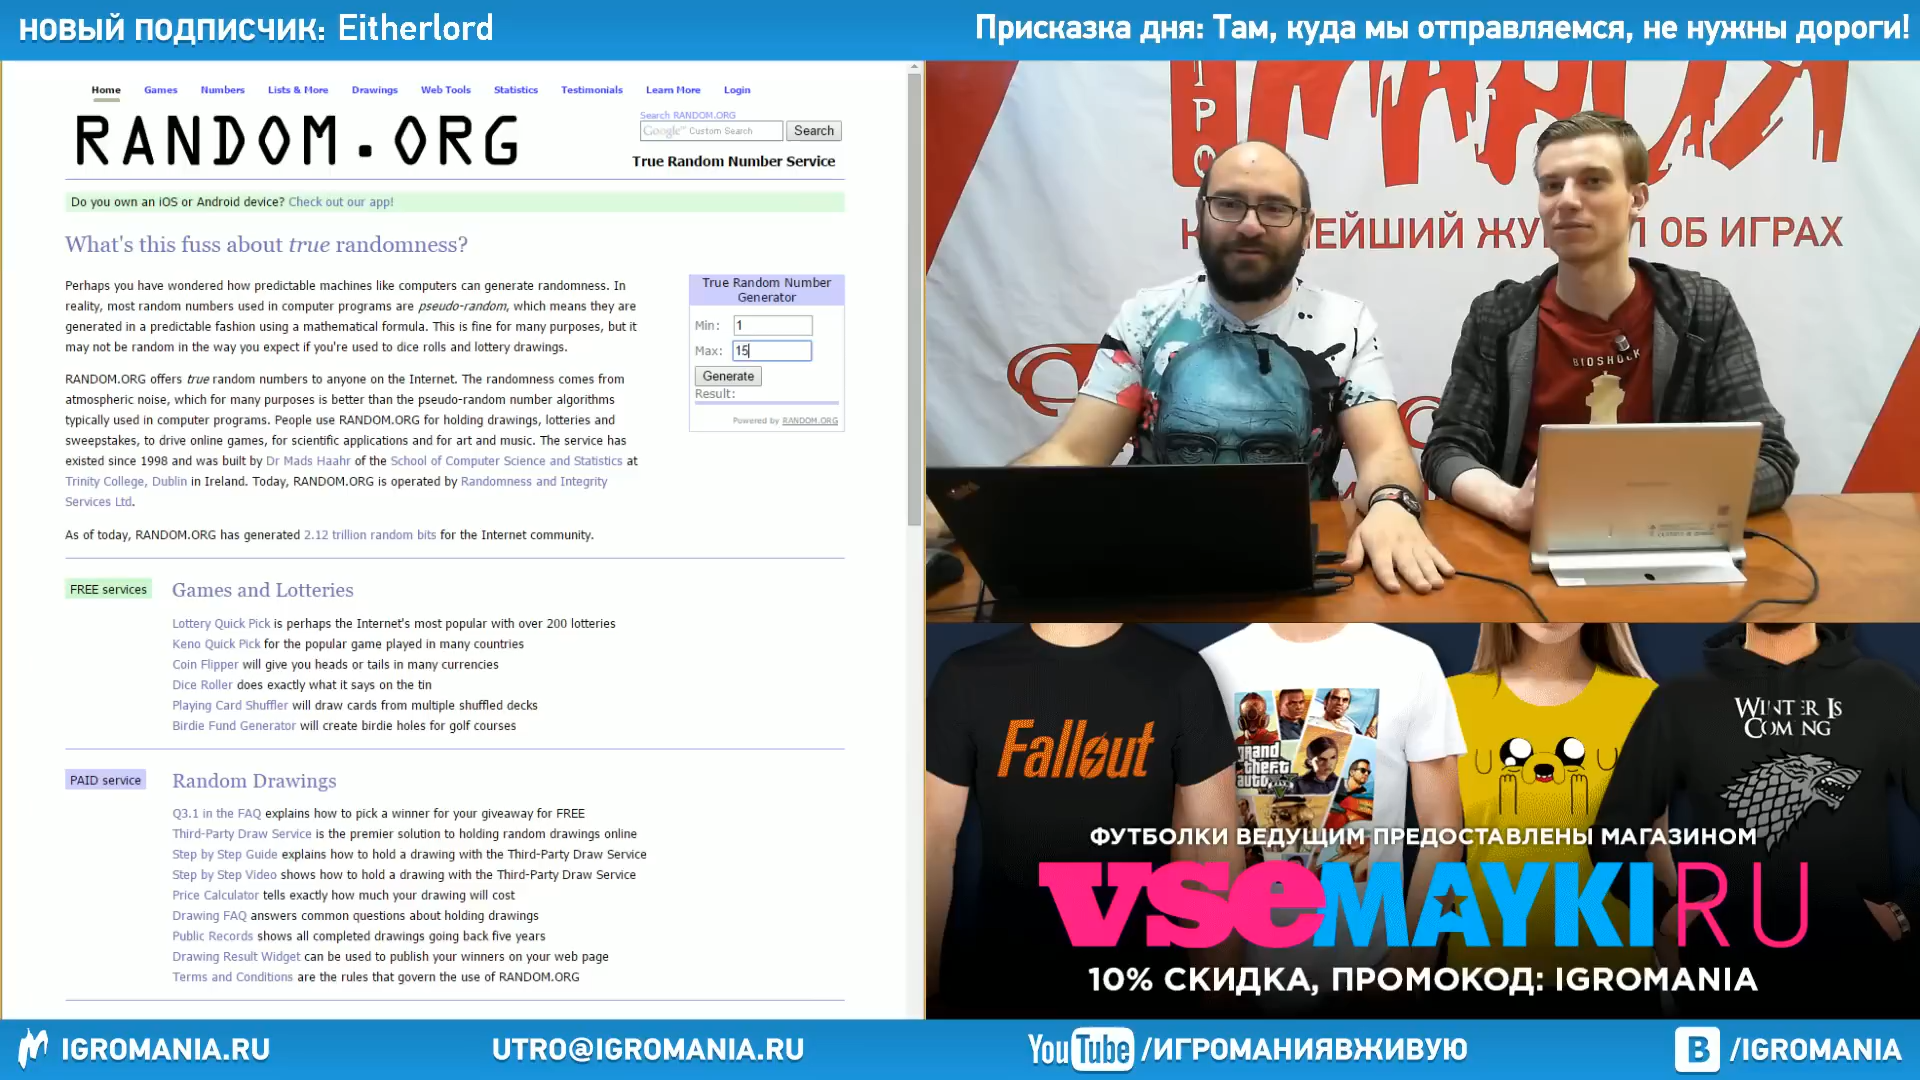 НОВЫЙ ПОДПИСЧИК: Eitherlord
Присказка дня: Там, куда мы отправляемся, не нужны дороги!
Home Games Numbers Lists & More Drawings Web Tools Statistics Testimonials Learn More Login
RANDOM.ORG
Search RANDOM.ORG
Google™ Custom Search Search
True Random Number Service
Do you own an iOS or Android device? Check out our app!
What's this fuss about true randomness?
Perhaps you have wondered how predictable machines like computers can generate randomness. In
reality, most random numbers used in computer programs are pseudo-random, which means they are
generated in a predictable fashion using a mathematical formula. This is fine for many purposes, but it
may not be random in the way you expect if you're used to dice rolls and lottery drawings.
RANDOM.ORG offers true random numbers to anyone on the Internet. The randomness comes from
atmospheric noise, which for many purposes is better than the pseudo-random number algorithms
typically used in computer programs. People use RANDOM.ORG for holding drawings, lotteries and
sweepstakes, to drive online games, for scientific applications and for art and music. The service has
existed since 1998 and was built by Dr Mads Haahr of the School of Computer Science and Statistics at
Trinity College, Dublin in Ireland. Today, RANDOM.ORG is operated by Randomness and Integrity
Services Ltd.
As of today, RANDOM.ORG has generated 2.12 trillion random bits for the Internet community.
True Random Number
Generator
Min: 1
Max: 15
Generate
Result:
Powered by RANDOM.ORG
FREE services
Games and Lotteries
Lottery Quick Pick is perhaps the Internet's most popular with over 200 lotteries
Keno Quick Pick for the popular game played in many countries
Coin Flipper will give you heads or tails in many currencies
Dice Roller does exactly what it says on the tin
Playing Card Shuffler will draw cards from multiple shuffled decks
Birdie Fund Generator will create birdie holes for golf courses
PAID service
Random Drawings
Q3.1 in the FAQ explains how to pick a winner for your giveaway for FREE
Third-Party Draw Service is the premier solution to holding random drawings online
Step by Step Guide explains how to hold a drawing with the Third-Party Draw Service
Step by Step Video shows how to hold a drawing with the Third-Party Draw Service
Price Calculator tells exactly how much your drawing will cost
Drawing FAQ answers common questions about holding drawings
Public Records shows all completed drawings going back five years
Drawing Result Widget can be used to publish your winners on your web page
Terms and Conditions are the rules that govern the use of RANDOM.ORG
ОБ ИГРАХ
BIOSHOCK
Fallout
grand
theft
auto
WINTER IS
COMING
ФУТБОЛКИ ВЕДУЩИМ ПРЕДОСТАВЛЕНЫ МАГАЗИНОМ
VSEMAYKIRU
10% СКИДКА, ПРОМОКОД: IGROMANIA
IGROMANIA.RU
UTRO@IGROMANIA.RU
YouTube /ИГРОМАНИЯВЖИВУЮ
B /IGROMANIA